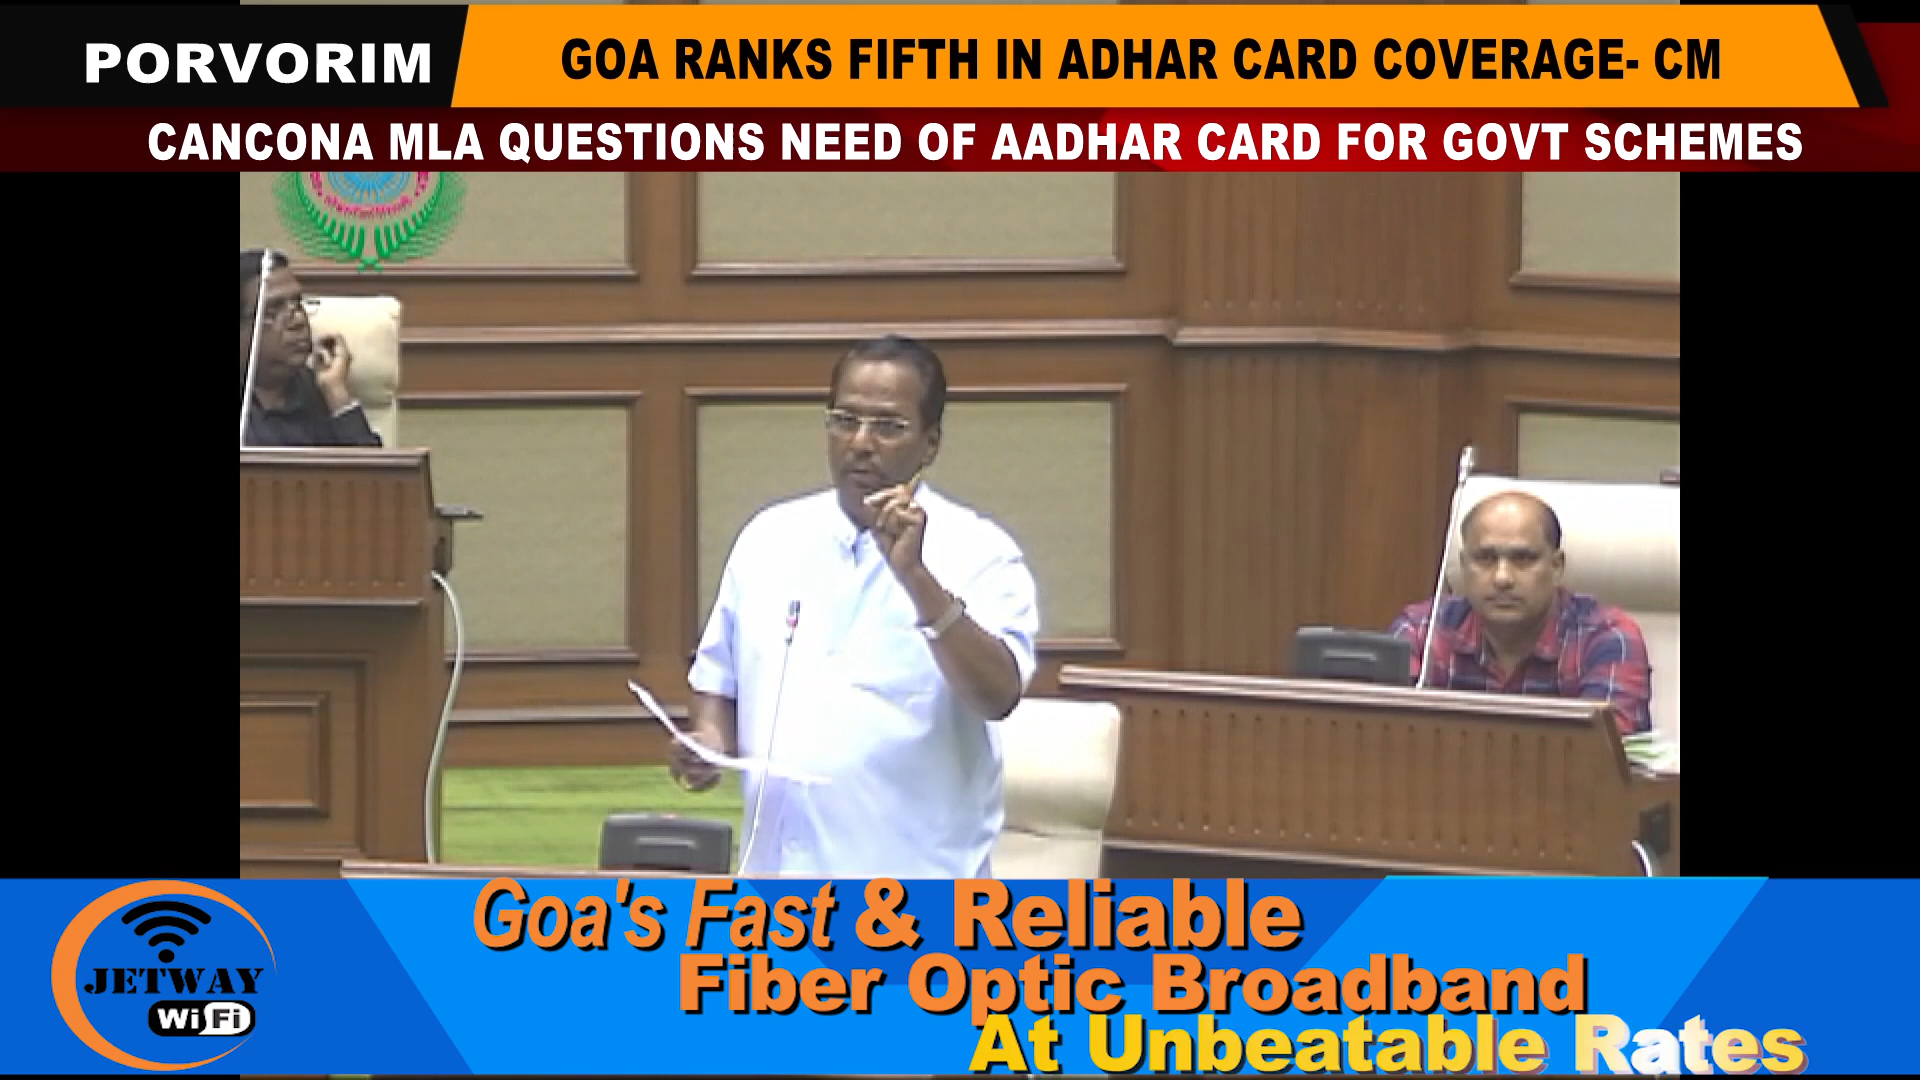 PORVORIM
GOA RANKS FIFTH IN ADHAR CARD COVERAGE- CM
CANCONA MLA QUESTIONS NEED OF AADHAR CARD FOR GOVT SCHEMES
JETWAY
WiFi
Goa's Fast & Reliable
Fiber Optic Broadband
At Unbeatable Rates